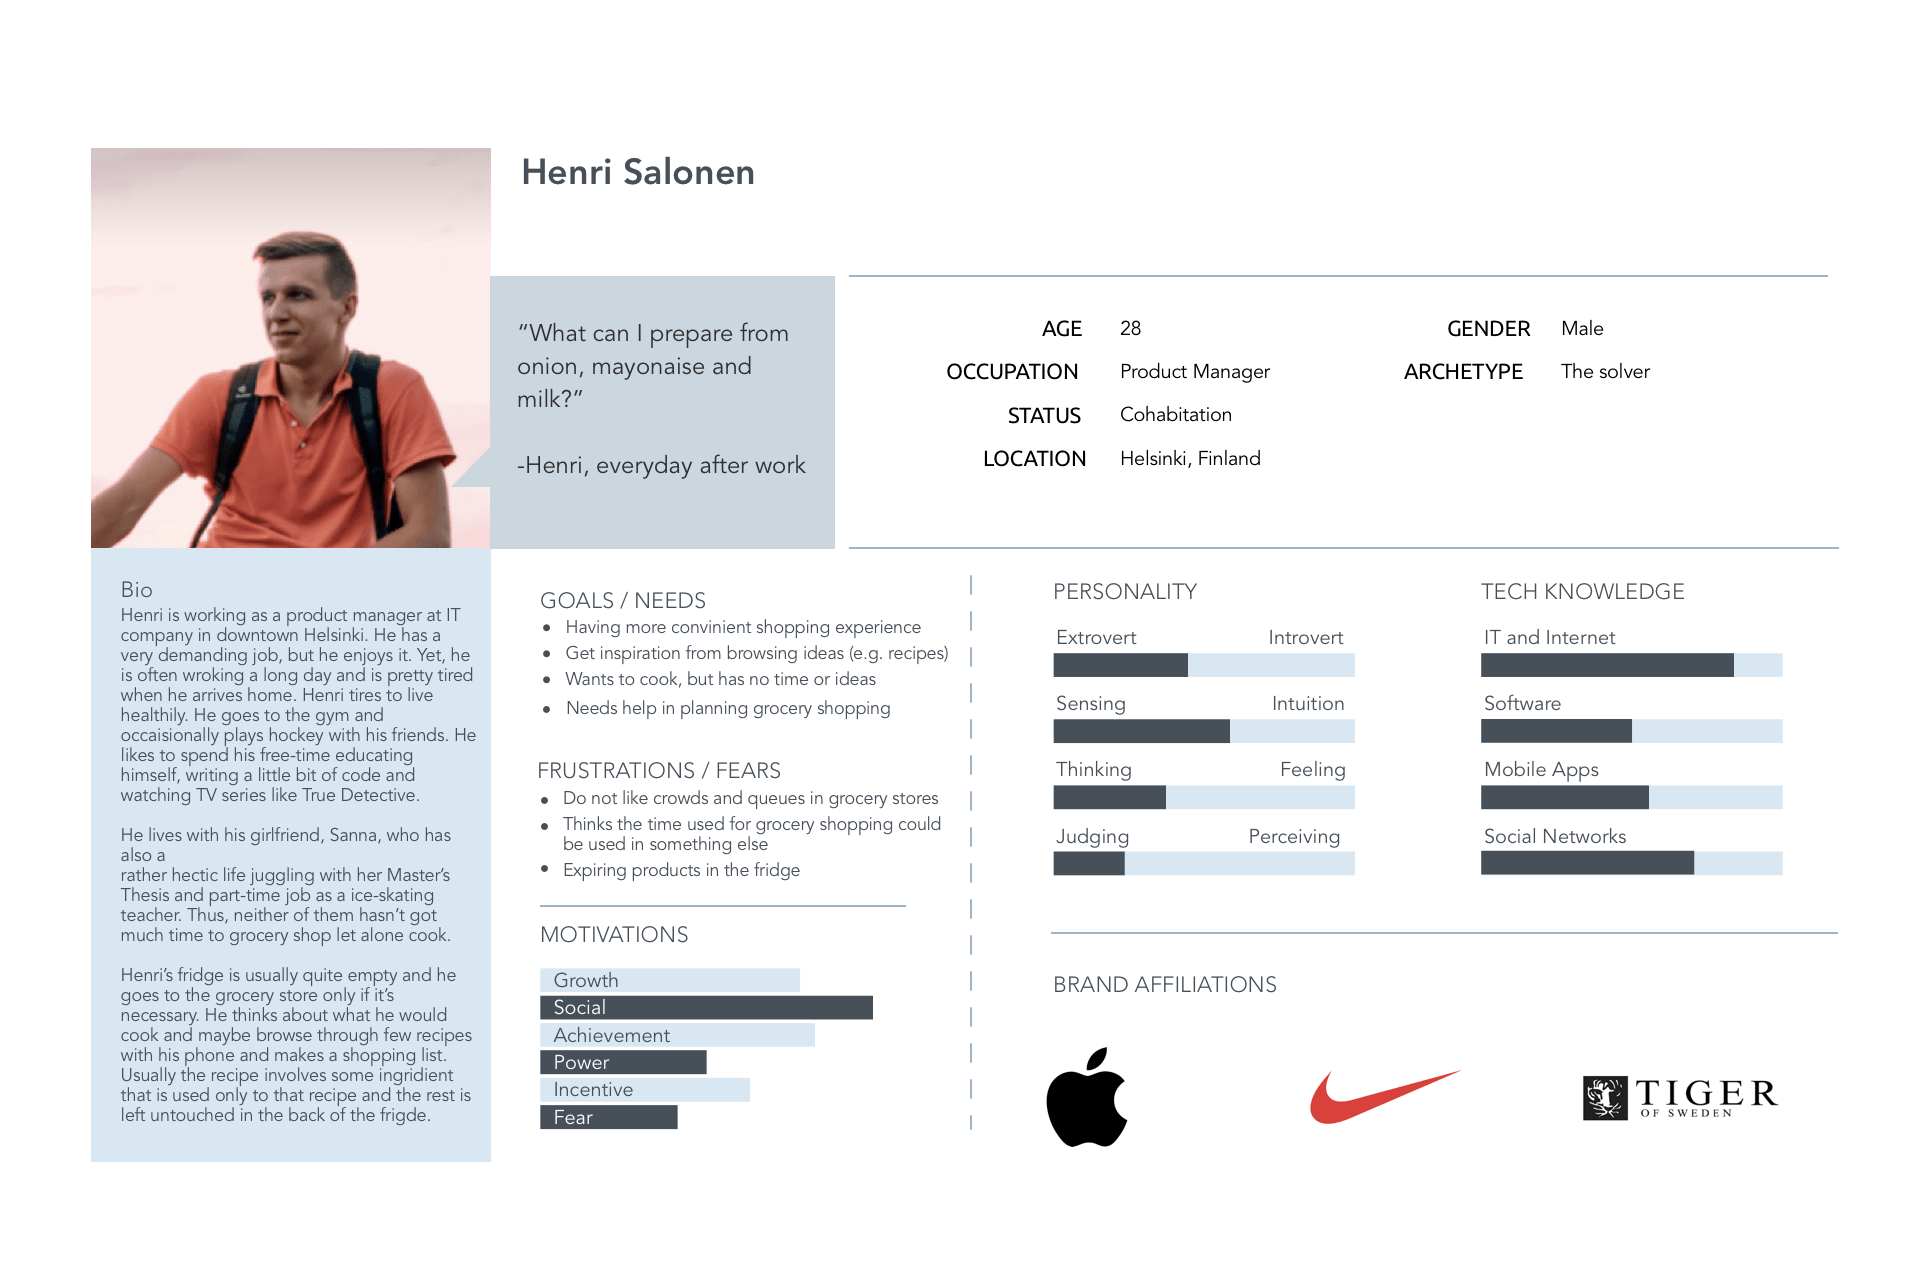 Henri Salonen
“What can I prepare from
onion, mayonaise and
milk?”
-Henri, everyday after work
AGE 28
OCCUPATION Product Manager
STATUS Cohabitation
LOCATION Helsinki, Finland
GENDER Male
ARCHETYPE The solver
Bio
Henri is working as a product manager at IT
company in downtown Helsinki. He has a
very demanding job, but he enjoys it. Yet, he
is often wroking a long day and is pretty tired
when he arrives home. Henri tires to live
healthily. He goes to the gym and
occaisionally plays hockey with his friends. He
likes to spend his free-time educating
himself, writing a little bit of code and
watching TV series like True Detective.
He lives with his girlfriend, Sanna, who has
also a
rather hectic life juggling with her Master’s
Thesis and part-time job as a ice-skating
teacher. Thus, neither of them hasn’t got
much time to grocery shop let alone cook.
Henri’s fridge is usually quite empty and he
goes to the grocery store only if it’s
necessary. He thinks about what he would
cook and maybe browse through few recipes
with his phone and makes a shopping list.
Usually the recipe involves some ingridient
that is used only to that recipe and the rest is
left untouched in the back of the frigde.
GOALS / NEEDS
• Having more convinient shopping experience
• Get inspiration from browsing ideas (e.g. recipes)
• Wants to cook, but has no time or ideas
• Needs help in planning grocery shopping
FRUSTRATIONS / FEARS
• Do not like crowds and queues in grocery stores
• Thinks the time used for grocery shopping could
be used in something else
• Expiring products in the fridge
MOTIVATIONS
Growth
Social
Achievement
Power
Incentive
Fear
PERSONALITY
Extrovert Introvert
Sensing Intuition
Thinking Feeling
Judging Perceiving
TECH KNOWLEDGE
IT and Internet
Software
Mobile Apps
Social Networks
BRAND AFFILIATIONS
TIGER
OF SWEDEN